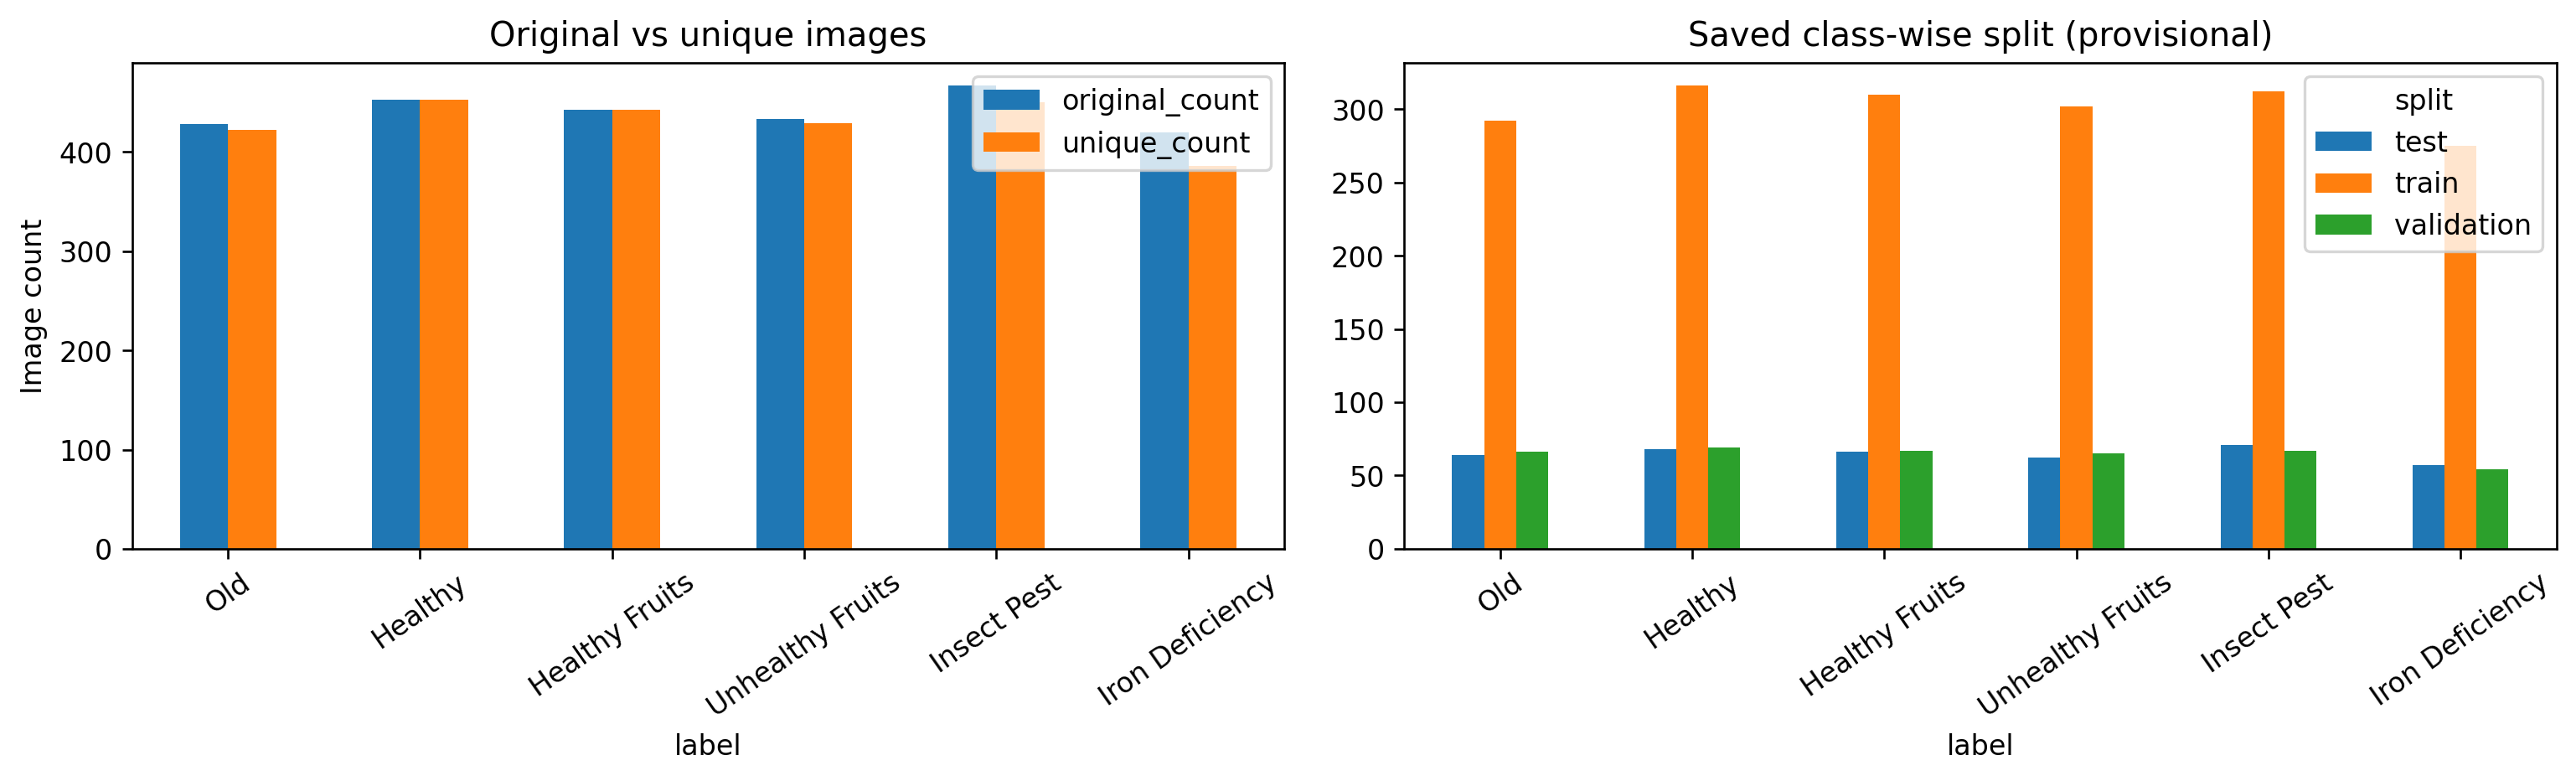 Original vs unique images
Image count
400
300
200
100
0
original_count
unique_count
Old
Healthy
Healthy Fruits
Unhealthy Fruits
Insect Pest
Iron Deficiency
label
Saved class-wise split (provisional)
300
250
200
150
100
50
0
split
test
train
validation
Old
Healthy
Healthy Fruits
Unhealthy Fruits
Insect Pest
Iron Deficiency
label